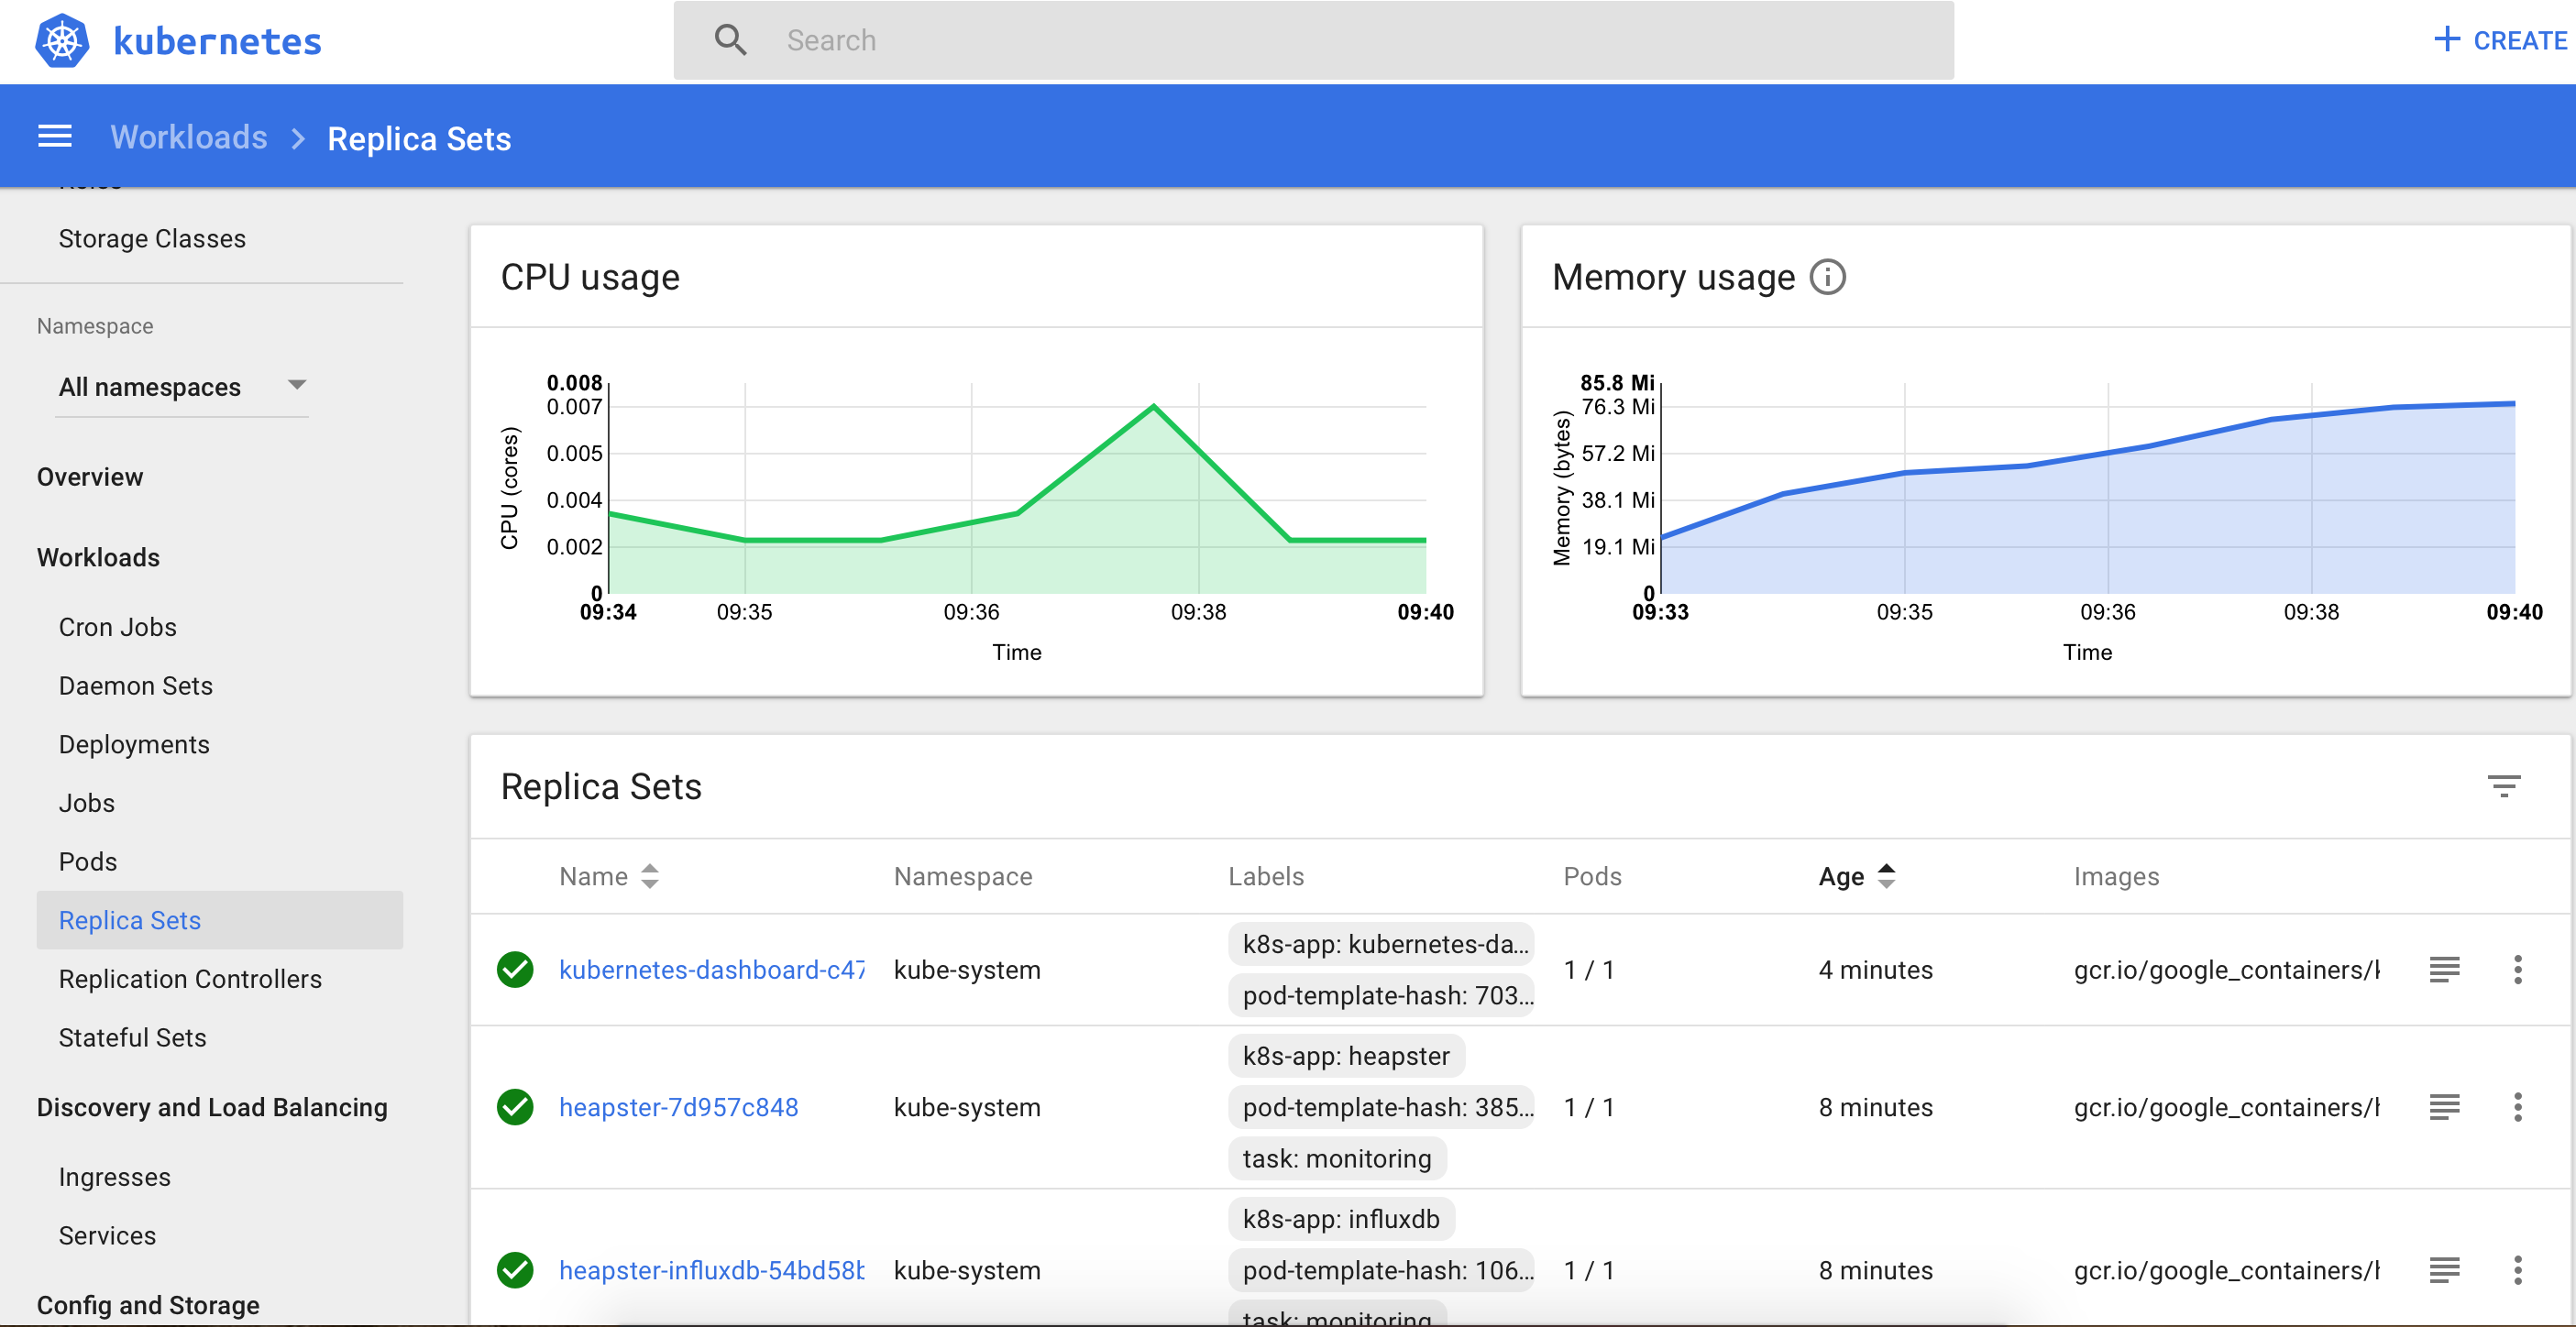 kubernetes
Search
+ CREATE
Workloads > Replica Sets
Storage Classes
Namespace
All namespaces
Overview
Workloads
Cron Jobs
Daemon Sets
Deployments
Jobs
Pods
Replica Sets
Replication Controllers
Stateful Sets
Discovery and Load Balancing
Ingresses
Services
Config and Storage
CPU usage
CPU (cores)
0.008
0.007
0.005
0.004
0.002
0
09:34 09:35 09:36 09:38 09:40
Time
Memory usage
Memory (bytes)
85.8 Mi
76.3 Mi
57.2 Mi
38.1 Mi
19.1 Mi
0
09:33 09:35 09:36 09:38 09:40
Time
Replica Sets
Name Namespace Labels Pods Age Images
k8s-app: kubernetes-da...
kubernetes-dashboard-c47 kube-system 1 / 1 4 minutes gcr.io/google_containers/
pod-template-hash: 703...
k8s-app: heapster
heapster-7d957c848 kube-system pod-template-hash: 385... 1 / 1 8 minutes gcr.io/google_containers/
task: monitoring
k8s-app: influxdb
heapster-influxdb-54bd58 kube-system pod-template-hash: 106... 1 / 1 8 minutes gcr.io/google_containers/
task: monitoring